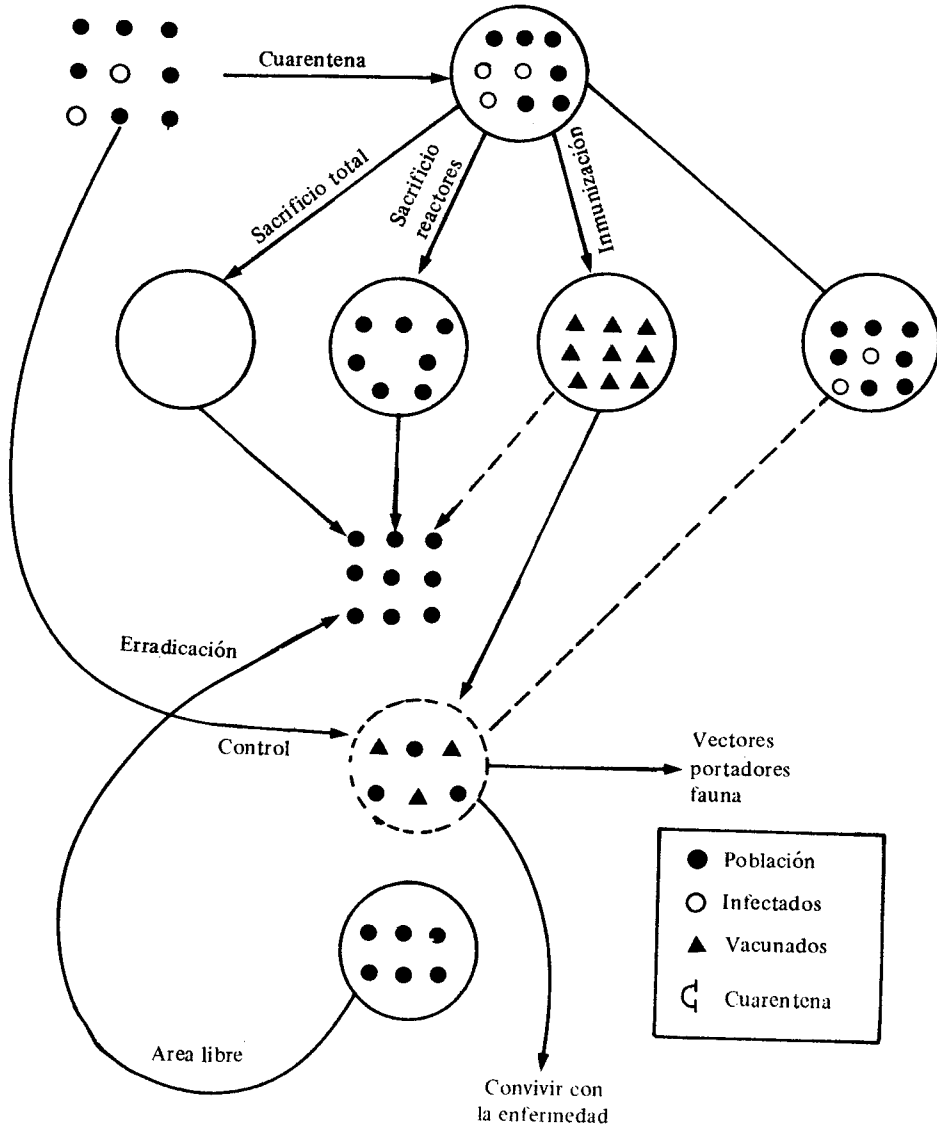 Cuarentena
Sacrificio total
Sacrificio
reactores
Inmunización
Erradicación
Control
Vectores
portadores
fauna
Población
Infectados
Vacunados
Cuarentena
Area libre
Convivir con
la enfermedad